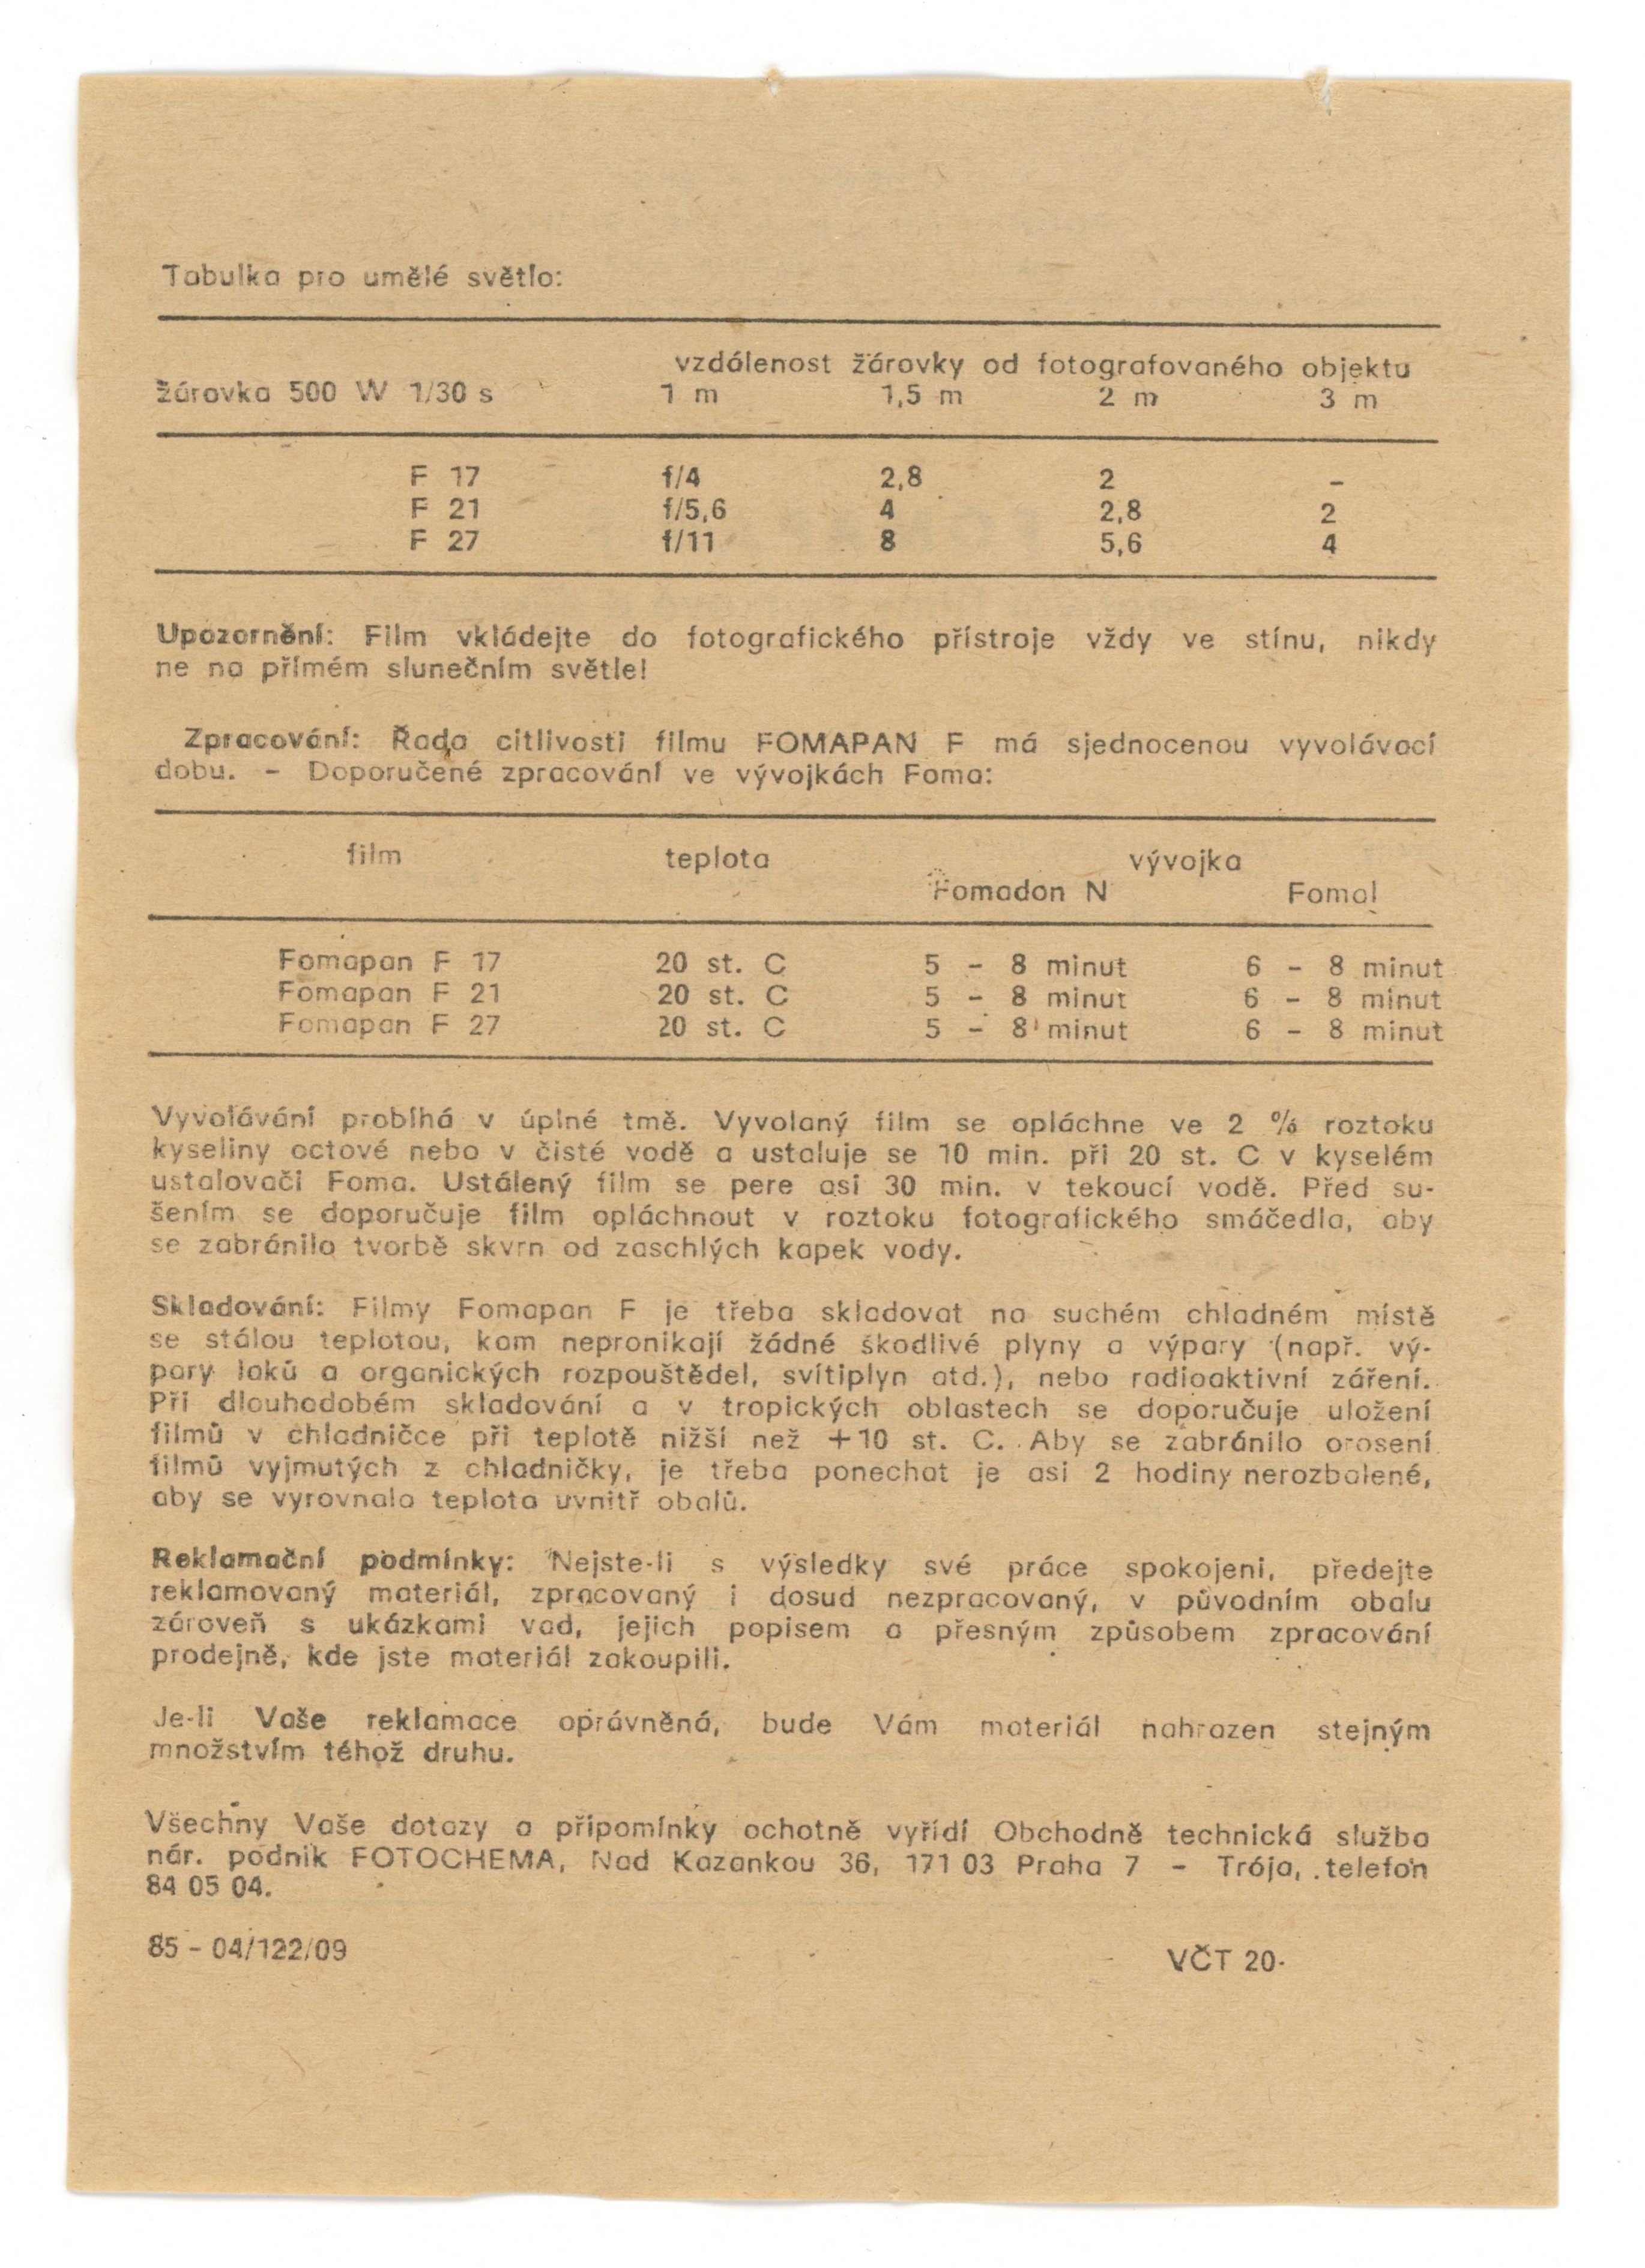 Tabulka pro umělé světlo:
vzdálenost žárovky od fotografovaného objektu
žárovka 500 W 1/30 s 1 m 1,5 m 2 m 3 m
F 17 f/4 2,8 2 –
F 21 f/5,6 4 2,8 2
F 27 f/11 8 5,6 4
Upozornění: Film vkládejte do fotografického přístroje vždy ve stínu, nikdy
ne na přímém slunečním světle!
Zpracování: Řada citlivosti filmu FOMAPAN F má sjednocenou vyvolávací
dobu. – Doporučené zpracování ve vývojkách Foma:
film teplota vývojka
Fomadon N Fomal
Fomapan F 17 20 st. C 5 – 8 minut 6 – 8 minut
Fomapan F 21 20 st. C 5 – 8 minut 6 – 8 minut
Fomapan F 27 20 st. C 5 – 8 minut 6 – 8 minut
Vyvolávání probíhá v úplné tmě. Vyvolaný film se opláchne ve 2 % roztoku
kyseliny octové nebo v čisté vodě a ustaluje se 10 min. při 20 st. C v kyselém
ustalovači Foma. Ustálený film se pere asi 30 min. v tekoucí vodě. Před su-
šením se doporučuje film opláchnout v roztoku fotografického smáčedla, aby
se zabránilo tvorbě skvrn od zaschlých kapek vody.
Skladování: Filmy Fomapan F je třeba skladovat na suchém chladném místě
se stálou teplotou, kam nepronikají žádné škodlivé plyny a výpary (např. vý-
pary laků a organických rozpouštědel, svítiplyn atd.), nebo radioaktivní záření.
Při dlouhodobém skladování a v tropických oblastech se doporučuje uložení
filmů v chladničce při teplotě nižší než +10 st. C. Aby se zabránilo orosení
filmů vyjmutých z chladničky, je třeba ponechat je asi 2 hodiny nerozbalené,
aby se vyrovnala teplota uvnitř obalů.
Reklamační podmínky: Nejste-li s výsledky své práce spokojeni, předejte
reklamovaný materiál, zpracovaný i dosud nezpracovaný, v původním obalu
zároveň s ukázkami vad, jejich popisem a přesným způsobem zpracování
prodejně, kde jste materiál zakoupili.
Je-li Vaše reklamace oprávněná, bude Vám materiál nahrazen stejným
množstvím téhož druhu.
Všechny Vaše dotazy a připomínky ochotně vyřídí Obchodně technická služba
nár. podnik FOTOCHEMA, Nad Kazankou 36, 171 03 Praha 7 – Trója, telefon
84 05 04.
85 – 04/122/09 VČT 20